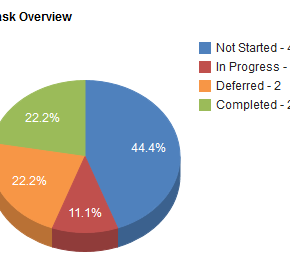 ask Overview
Not Started - 4
In Progress -
Deferred - 2
Completed - 2
22.2%
44.4%
22.2%
11.1%